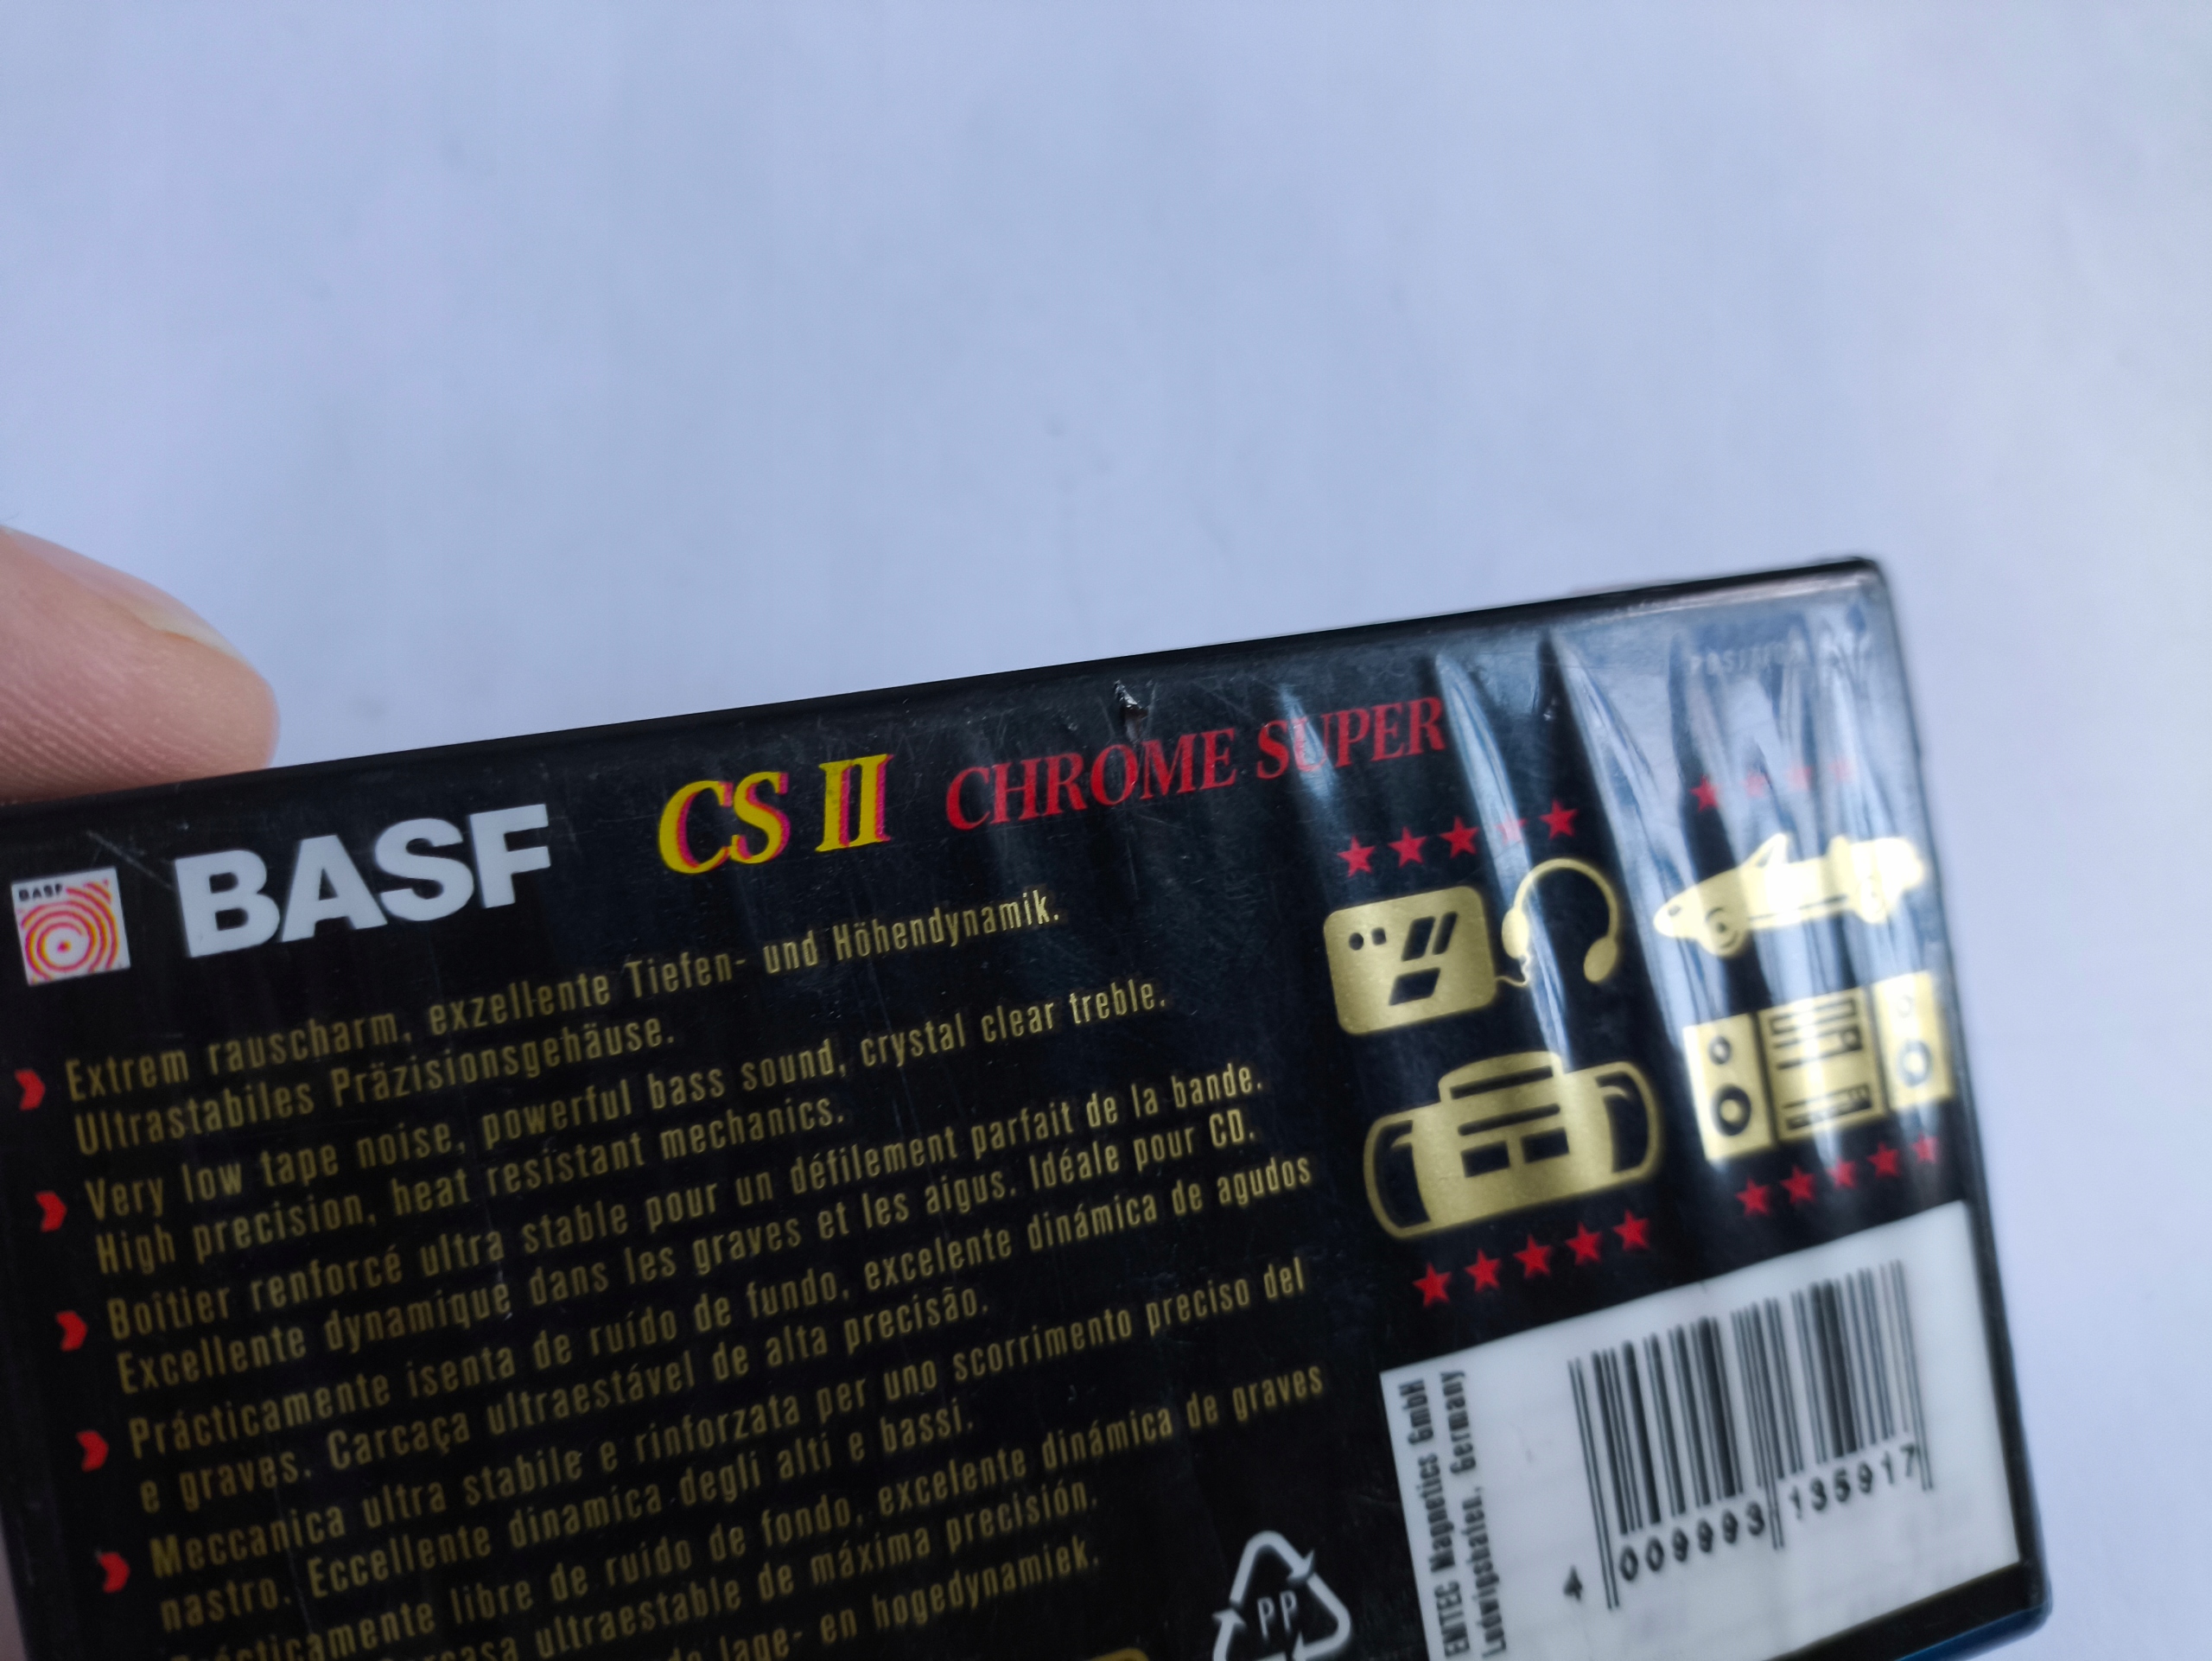 POSITION
BASF
BASF CS II CHROME SUPER
Extrem rauscharm, exzellente Tiefen- und Höhendynamik.
Ultrastabiles Präzisionsgehäuse.
Very low tape noise, powerful bass sound, crystal clear treble.
High precision, heat resistant mechanics.
Boîtier renforcé ultra stable pour un défilement parfait de la bande.
Excellente dynamique dans les graves et les aigus. Idéale pour CD.
Prácticamente isenta de ruído de fundo, excelente dinámica de agudos
e graves. Carcaça ultraestável de alta precisão.
Meccanica ultra stabile e rinforzata per uno scorrimento preciso del
nastro. Eccellente dinamica degli alti e bassi.
Prácticamente libre de ruído de fondo, excelente dinámica de graves
ultraestable de máxima precisión.
lage- en hogedynamiek.
PP
EMTEC Magnetics GmbH
Ludwigshafen, Germany
4 009993 135917